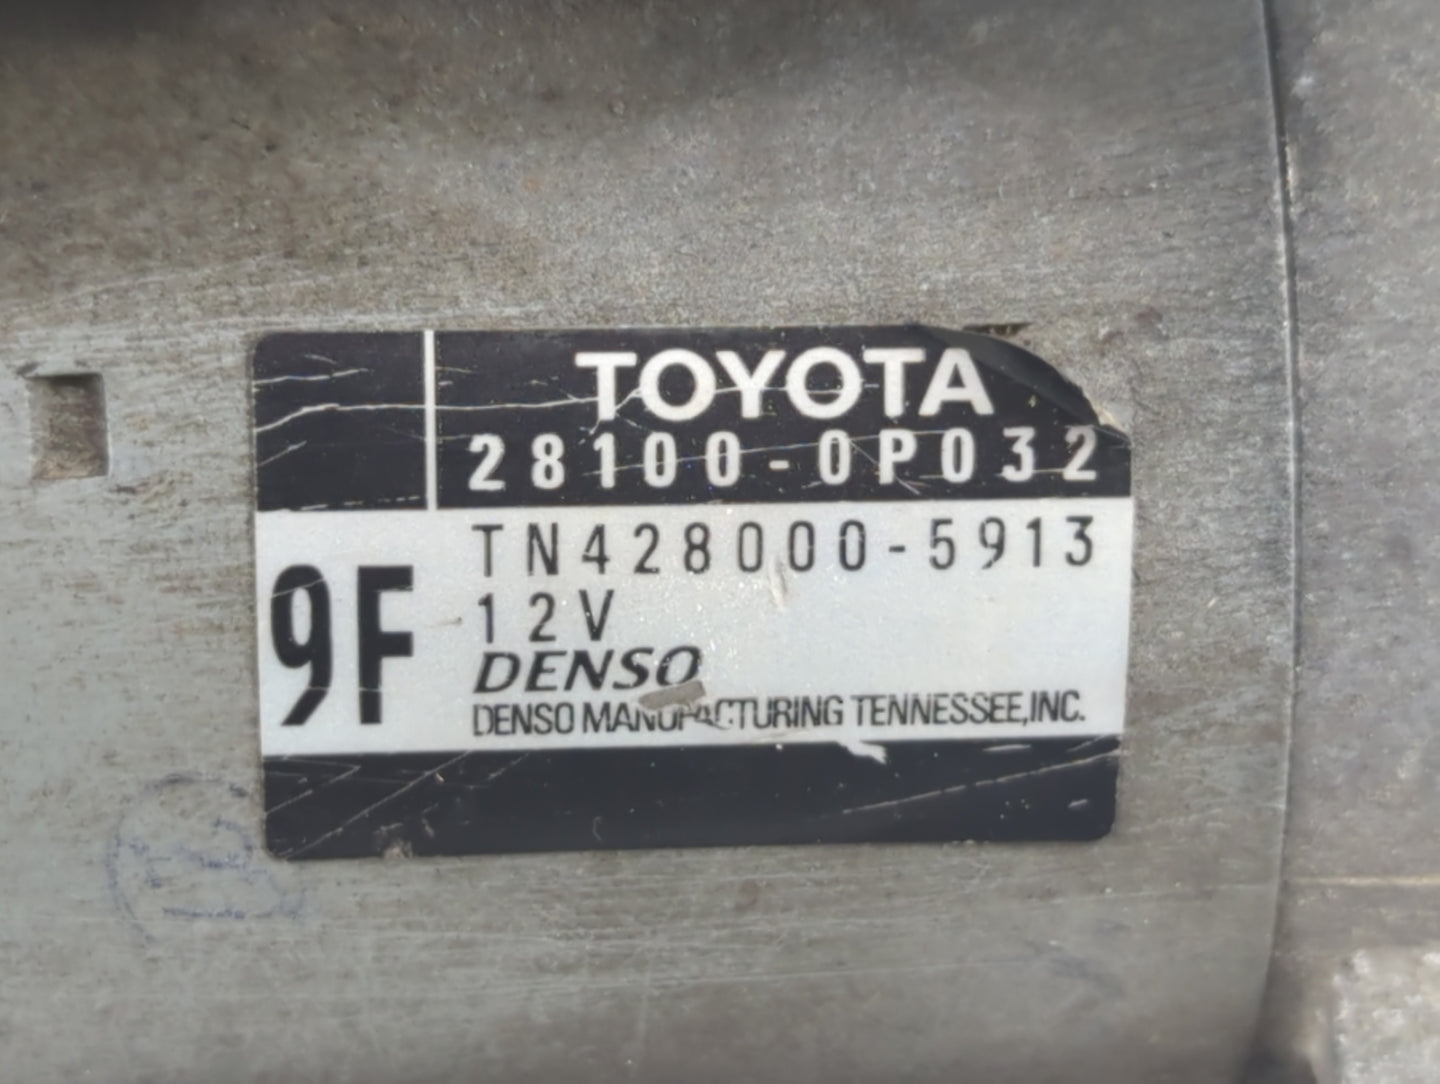 TOYOTA
28100-0P032
9F
TN428000-5913
12V
DENSO
DENSO MANUFACTURING TENNESSEE,INC.